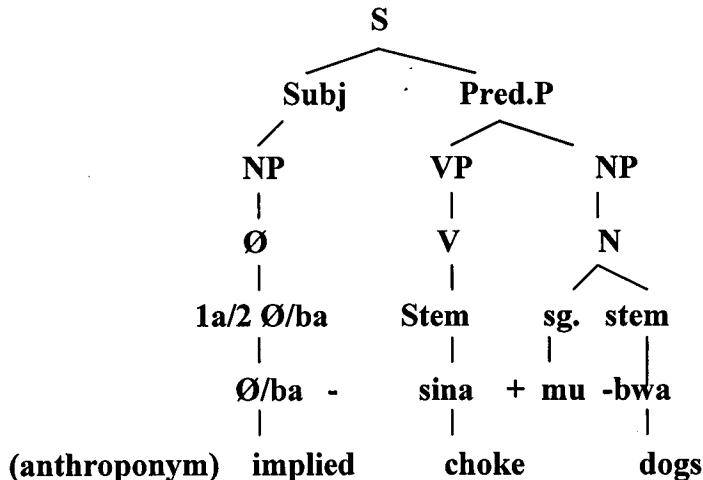 S
Subj Pred.P
NP VP NP
Ø V N
1a/2 Ø/ba Stem sg. stem
Ø/ba - sina + mu -bwa
(anthroponym) implied choke dogs